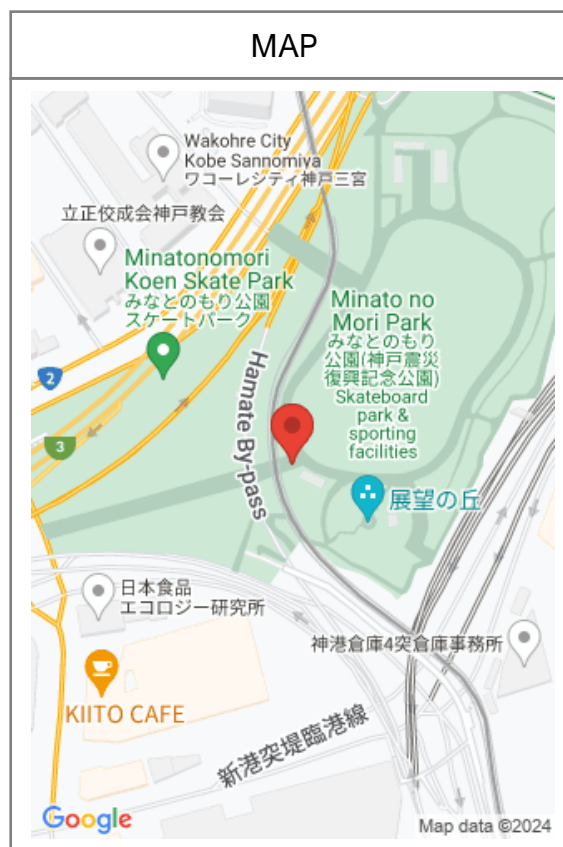 MAP
Wakohre City
Kobe Sannomiya
ワコーレシティ神戸三宮
立正佼成会神戸教会
Minatonomori
Koen Skate Park
みなとのもり公園
スケートパーク
Minato no
Mori Park
みなとのもり
公園(神戸震災
復興記念公園)
Skateboard
park &
sporting
facilities
2
3
Hamate By-pass
展望の丘
日本食品
エコロジー研究所
神港倉庫4突倉庫事務所
KIITO CAFE
新港突堤臨港線
Google
Map data ©2024